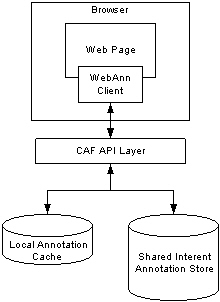 Browser
Web Page
WebAnn
Client
CAF API Layer
Local Annotation
Cache
Shared Interent
Annotation Store